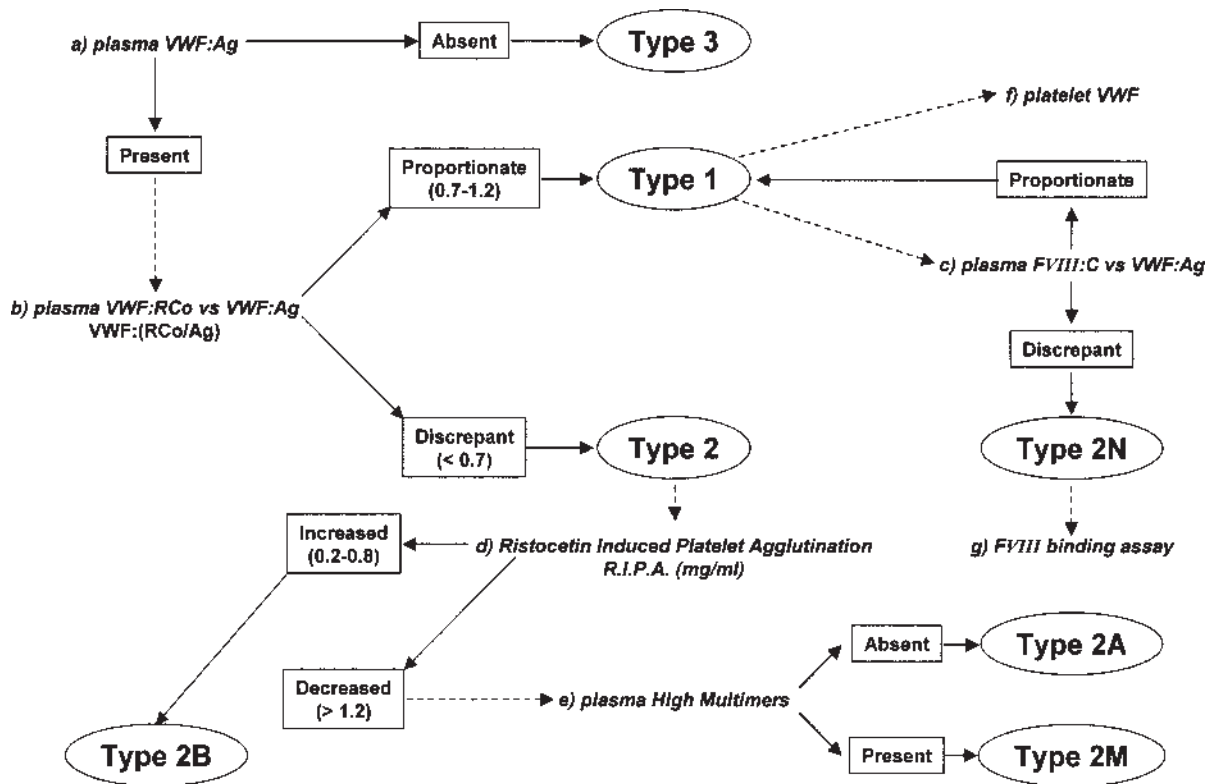 a) plasma VWF:Ag
Absent
Type 3
Present
f) platelet VWF
Proportionate
(0.7-1.2)
Type 1
Proportionate
b) plasma VWF:RCo vs VWF:Ag
VWF:(RCo/Ag)
c) plasma FVIII:C vs VWF:Ag
Discrepant
Discrepant
(< 0.7)
Type 2
Type 2N
Increased
(0.2-0.8)
d) Ristocetin Induced Platelet Agglutination
R.I.P.A. (mg/ml)
g) FVIII binding assay
Decreased
(> 1.2)
e) plasma High Multimers
Absent
Type 2A
Type 2B
Present
Type 2M